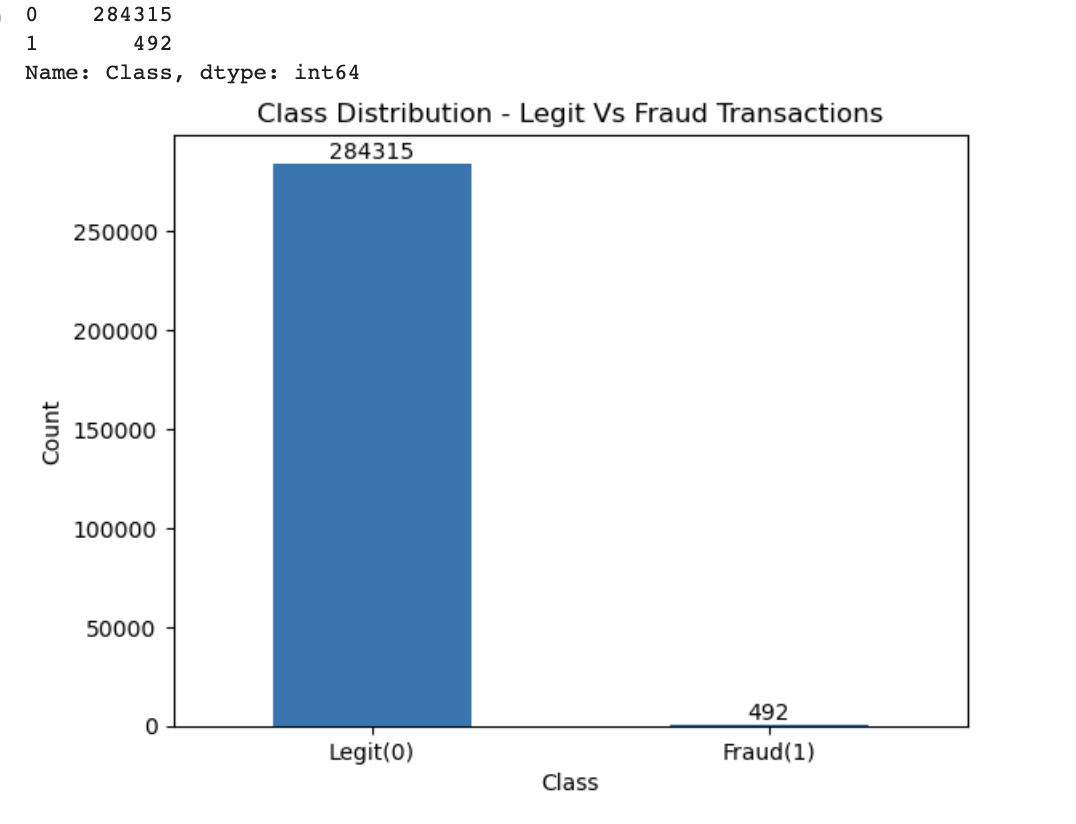 0 284315
1 492
Name: Class, dtype: int64
Class Distribution - Legit Vs Fraud Transactions
284315
250000
200000
150000
100000
50000
0
Count
492
Legit(0) Fraud(1)
Class